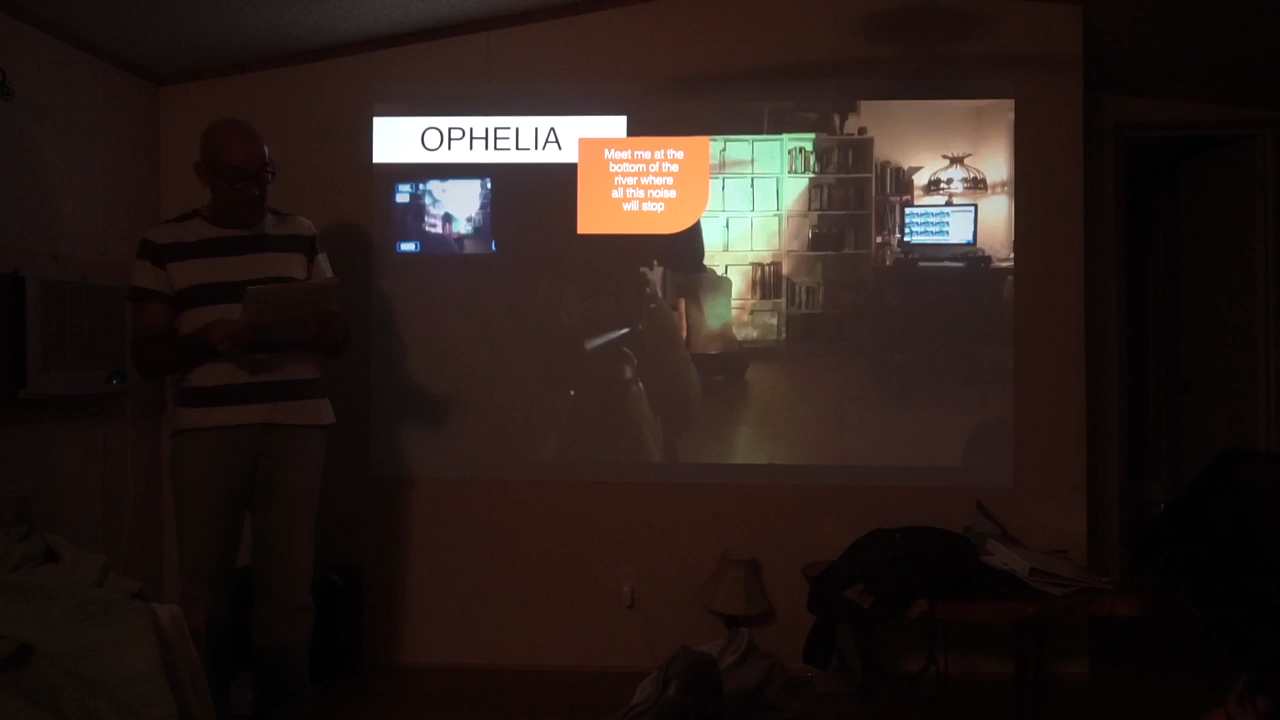 OPHELIA
Meet me at the
bottom of the
river where
all this noise
will stop